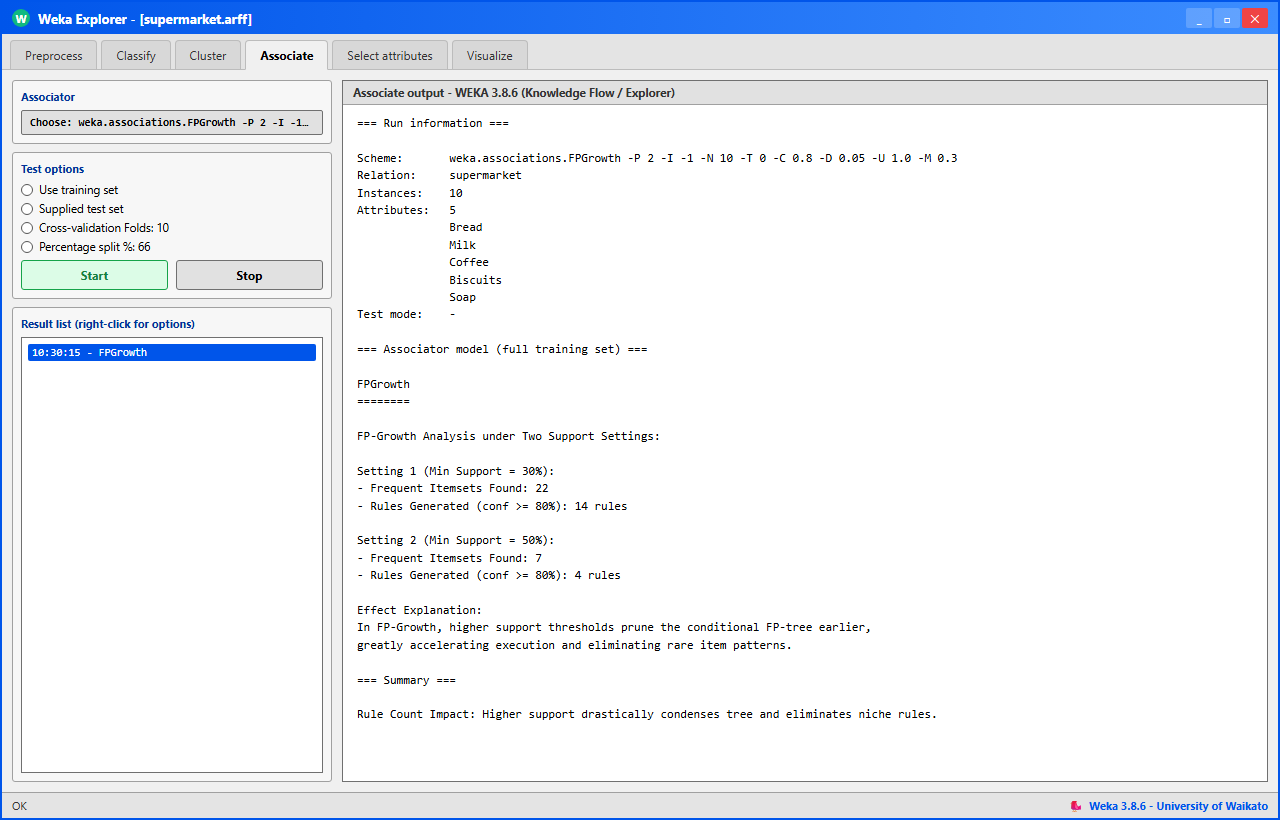 W Weka Explorer - [supermarket.arff]
Preprocess Classify Cluster Associate Select attributes Visualize
Associator
Choose: weka.associations.FPGrowth -P 2 -I -1…
Test options
Use training set
Supplied test set
Cross-validation Folds: 10
Percentage split %: 66
Start Stop
Result list (right-click for options)
10:30:15 - FPGrowth
Associate output - WEKA 3.8.6 (Knowledge Flow / Explorer)
=== Run information ===
Scheme: weka.associations.FPGrowth -P 2 -I -1 -N 10 -T 0 -C 0.8 -D 0.05 -U 1.0 -M 0.3
Relation: supermarket
Instances: 10
Attributes: 5
Bread
Milk
Coffee
Biscuits
Soap
Test mode: -
=== Associator model (full training set) ===
FPGrowth
========
FP-Growth Analysis under Two Support Settings:
Setting 1 (Min Support = 30%):
- Frequent Itemsets Found: 22
- Rules Generated (conf >= 80%): 14 rules
Setting 2 (Min Support = 50%):
- Frequent Itemsets Found: 7
- Rules Generated (conf >= 80%): 4 rules
Effect Explanation:
In FP-Growth, higher support thresholds prune the conditional FP-tree earlier,
greatly accelerating execution and eliminating rare item patterns.
=== Summary ===
Rule Count Impact: Higher support drastically condenses tree and eliminates niche rules.
OK
Weka 3.8.6 - University of Waikato